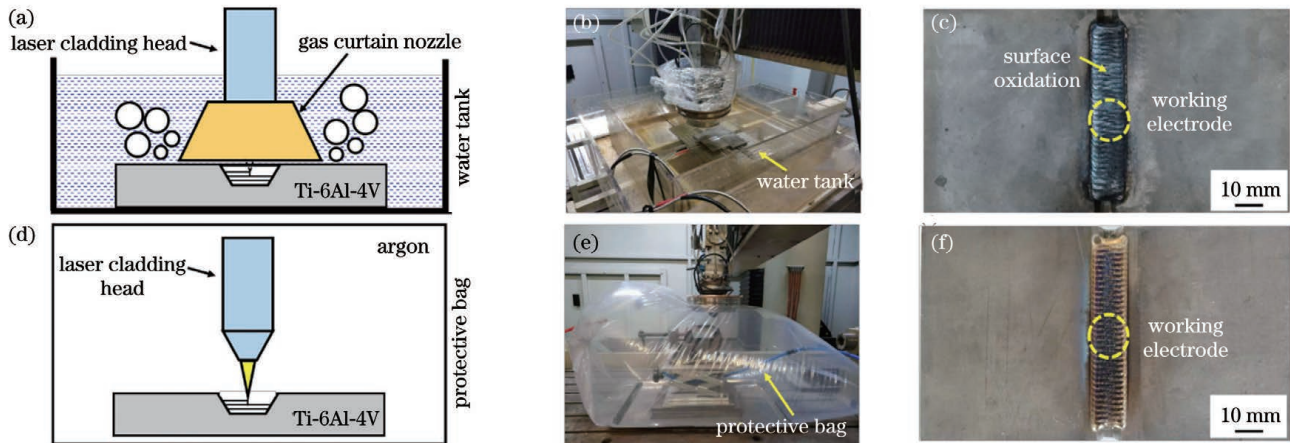 (a)
laser cladding head
gas curtain nozzle
water tank
Ti-6Al-4V
(b)
water tank
(c)
surface
oxidation
working
electrode
10 mm
(d)
argon
laser cladding
head
protective bag
Ti-6Al-4V
(e)
protective bag
(f)
working
electrode
10 mm